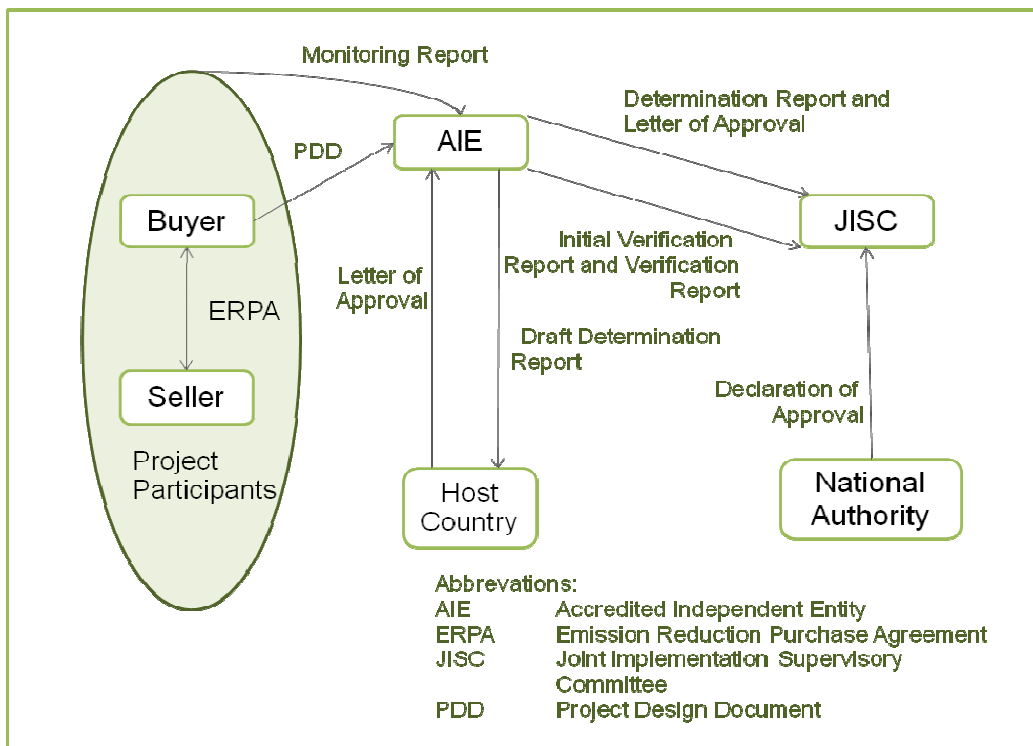 Monitoring Report
Determination Report and
Letter of Approval
AIE
PDD
Buyer
JISC
Initial Verification
Report and Verification
Report
Letter of
Approval
ERPA
Draft Determination
Report
Seller
Declaration of
Approval
Project
Participants
Host
Country
National
Authority
Abbrevations:
AIE Accredited Independent Entity
ERPA Emission Reduction Purchase Agreement
JISC Joint Implementation Supervisory
Committee
PDD Project Design Document